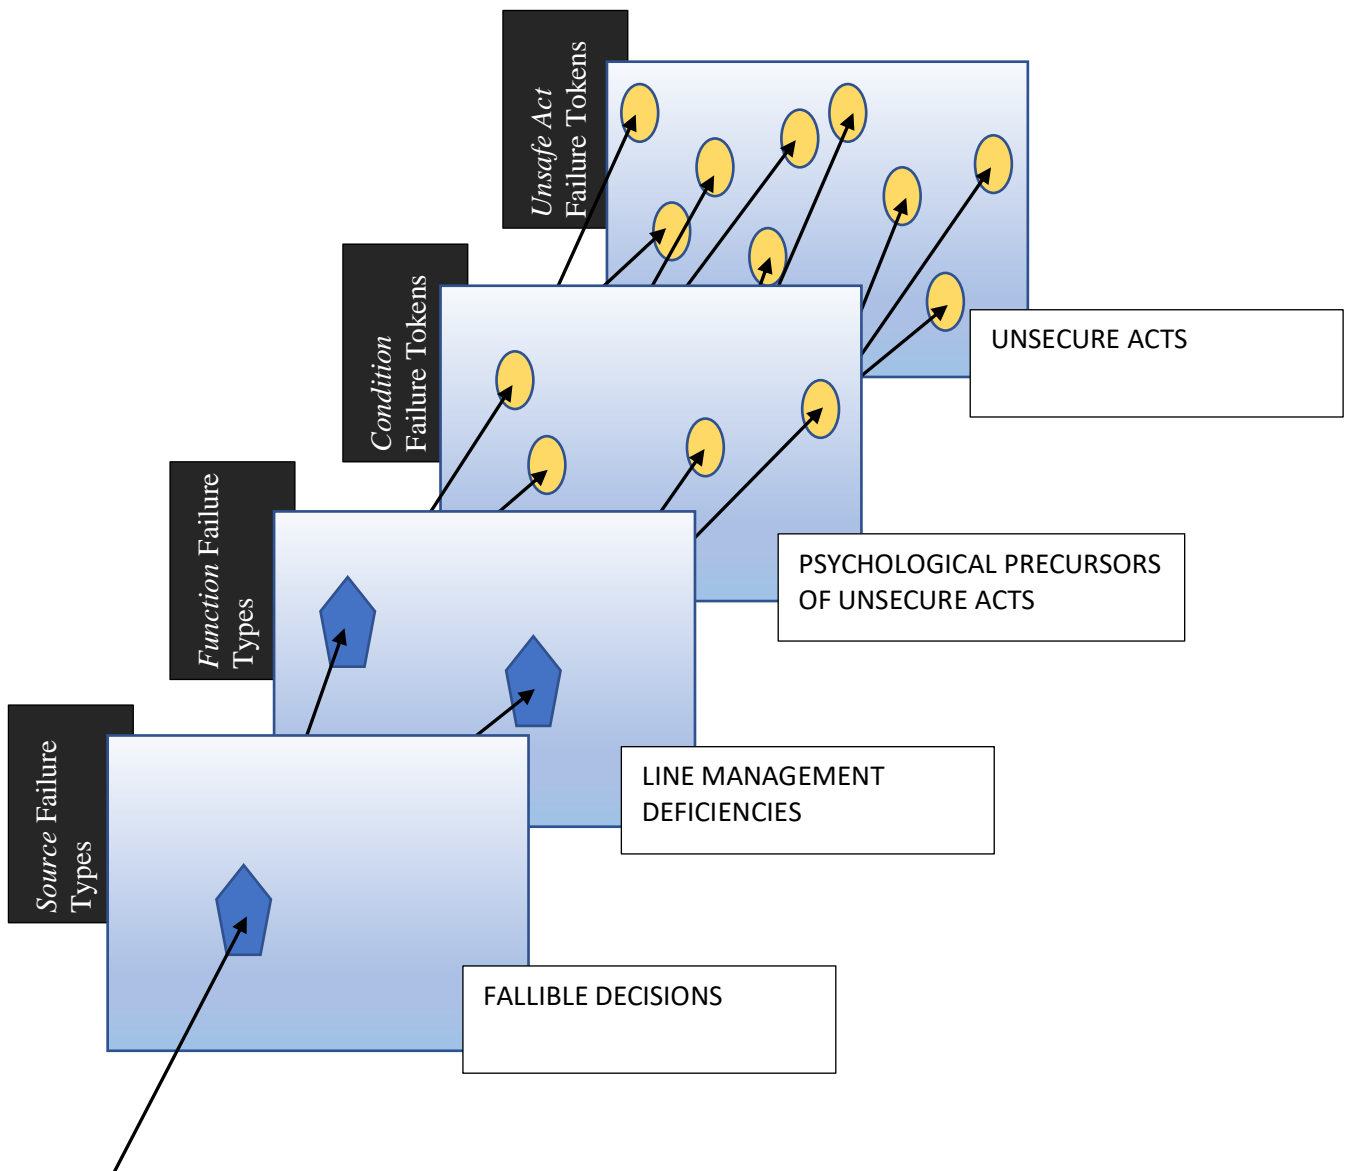 Unsafe Act
Failure Tokens
UNSECURE ACTS
Condition
Failure Tokens
PSYCHOLOGICAL PRECURSORS
OF UNSECURE ACTS
Function Failure
Types
LINE MANAGEMENT
DEFICIENCIES
Source Failure
Types
FALLIBLE DECISIONS